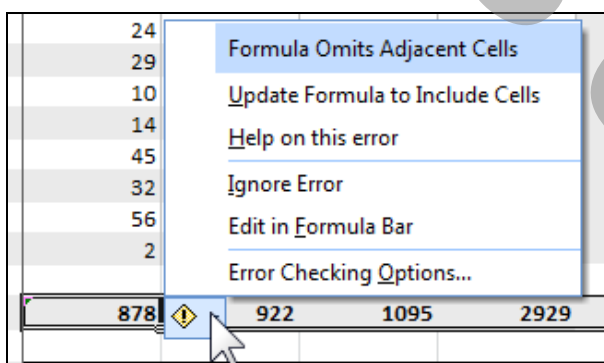 24
Formula Omits Adjacent Cells
29
10
Update Formula to Include Cells
14
Help on this error
45
32
Ignore Error
56
Edit in Formula Bar
2
Error Checking Options...
878 922 1095 2929